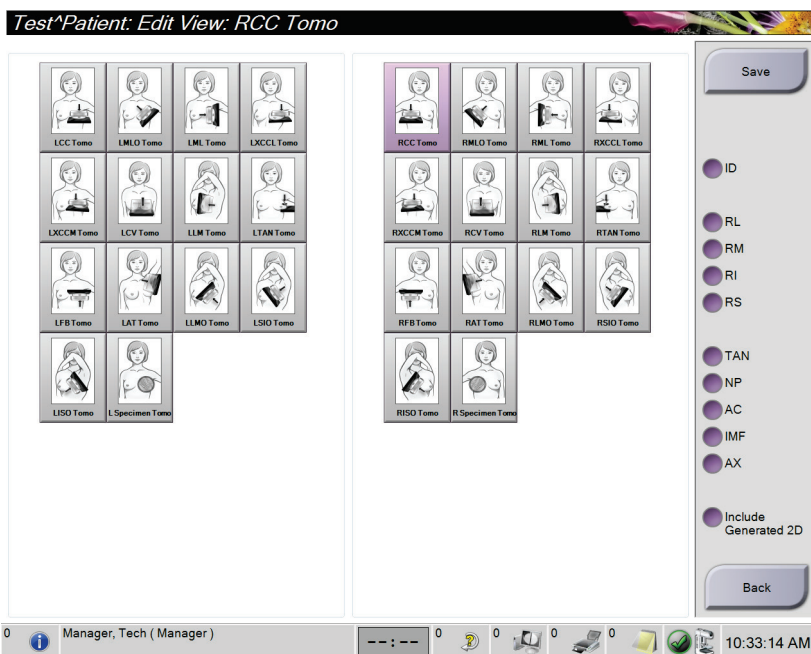 Test^Patient: Edit View: RCC Tomo
LCC Tomo
LMLO Tomo
LML Tomo
LXCCL Tomo
LXCCM Tomo
LCV Tomo
LLM Tomo
LTAN Tomo
LFB Tomo
LAT Tomo
LLMO Tomo
LSIO Tomo
LISO Tomo
L Specimen Tomo
RCC Tomo
RMLO Tomo
RML Tomo
RXCCL Tomo
RXCCM Tomo
RCV Tomo
RLM Tomo
RTAN Tomo
RFB Tomo
RAT Tomo
RLMO Tomo
RSIO Tomo
RISO Tomo
R Specimen Tomo
Save
ID
RL
RM
RI
RS
TAN
NP
AC
IMF
AX
Include
Generated 2D
Back
0
Manager, Tech ( Manager )
--:--
0
0
0
0
10:33:14 AM